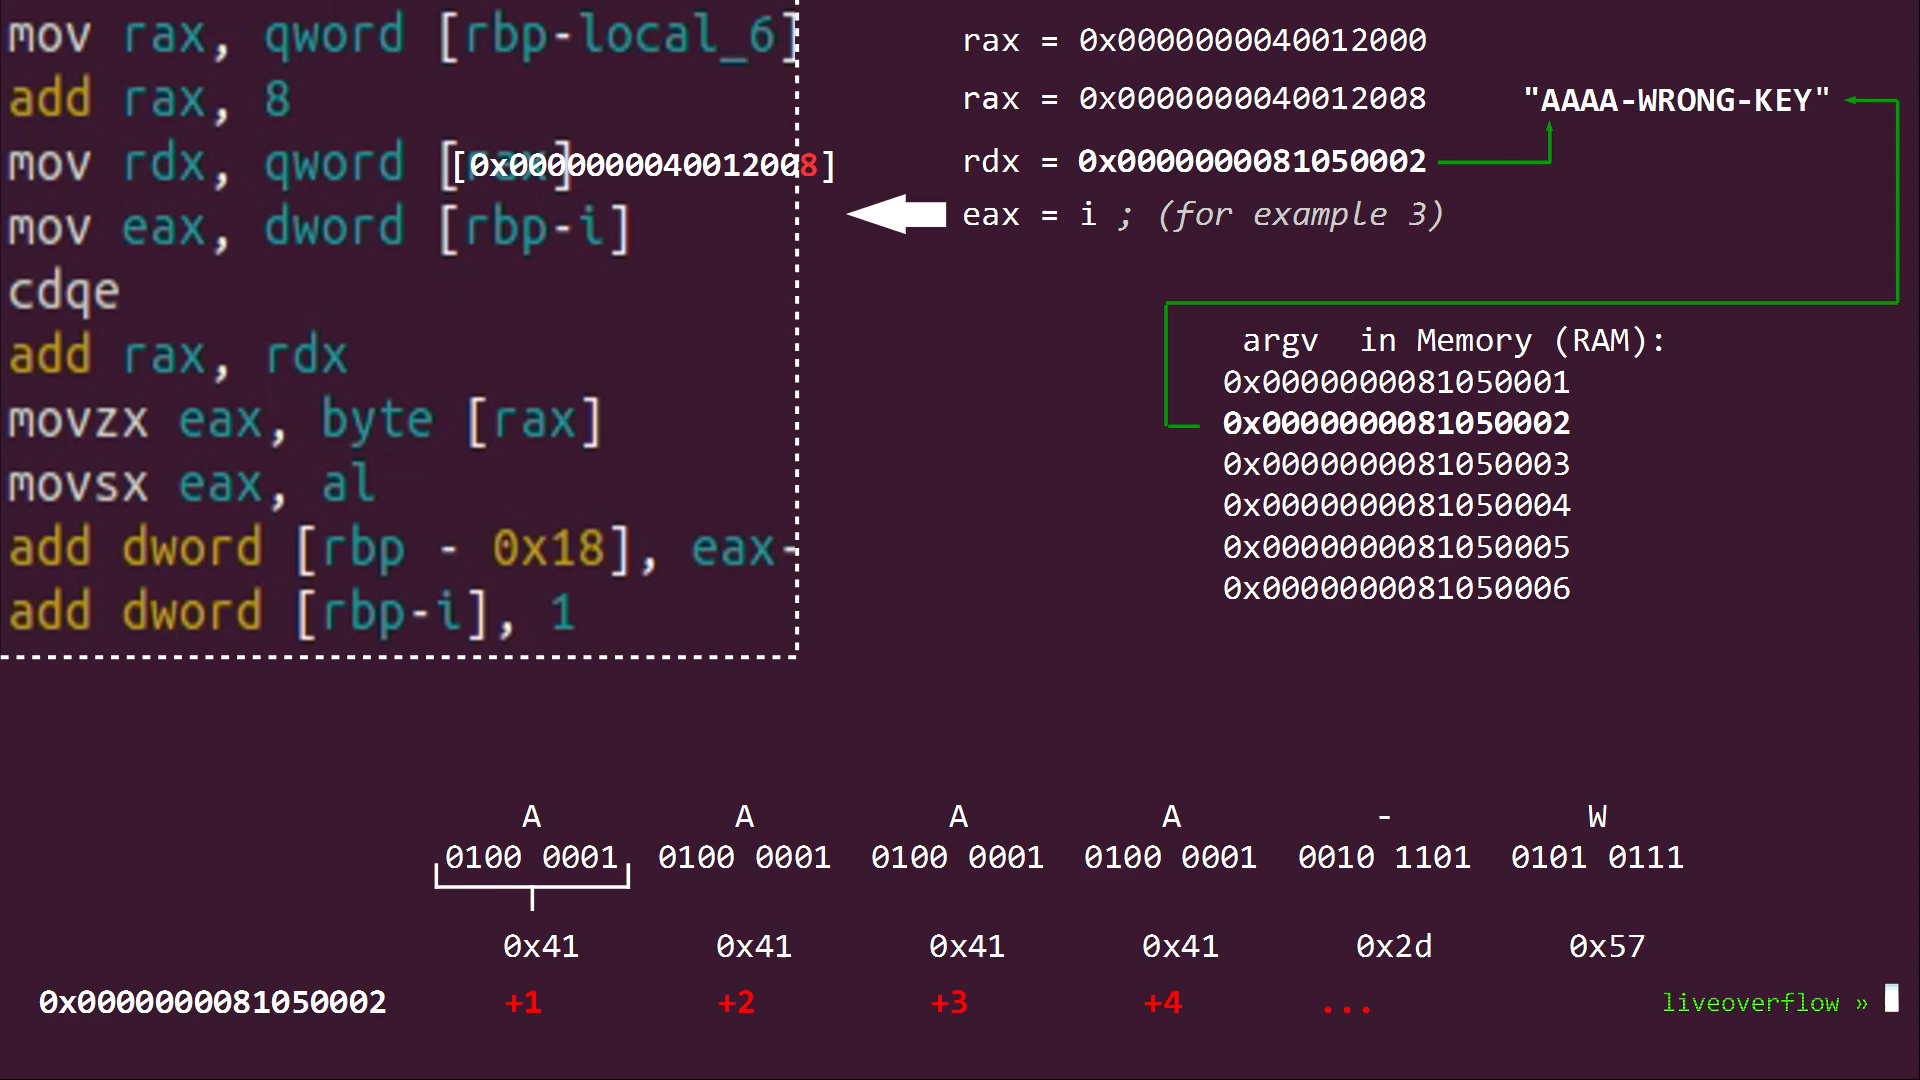 mov rax, qword [rbp-local_6]
add rax, 8
mov rdx, qword [rax]
[0x0000000040012008]
mov eax, dword [rbp-i]
cdqe
add rax, rdx
movzx eax, byte [rax]
movsx eax, al
add dword [rbp - 0x18], eax-
add dword [rbp-i], 1
rax = 0x0000000040012000
rax = 0x0000000040012008
"AAAA-WRONG-KEY"
rdx = 0x0000000081050002
eax = i ; (for example 3)
argv in Memory (RAM):
0x0000000081050001
0x0000000081050002
0x0000000081050003
0x0000000081050004
0x0000000081050005
0x0000000081050006
A A A A - W
0100 0001 0100 0001 0100 0001 0100 0001 0010 1101 0101 0111
0x41 0x41 0x41 0x41 0x2d 0x57
0x0000000081050002 +1 +2 +3 +4 ...
liveoverflow »